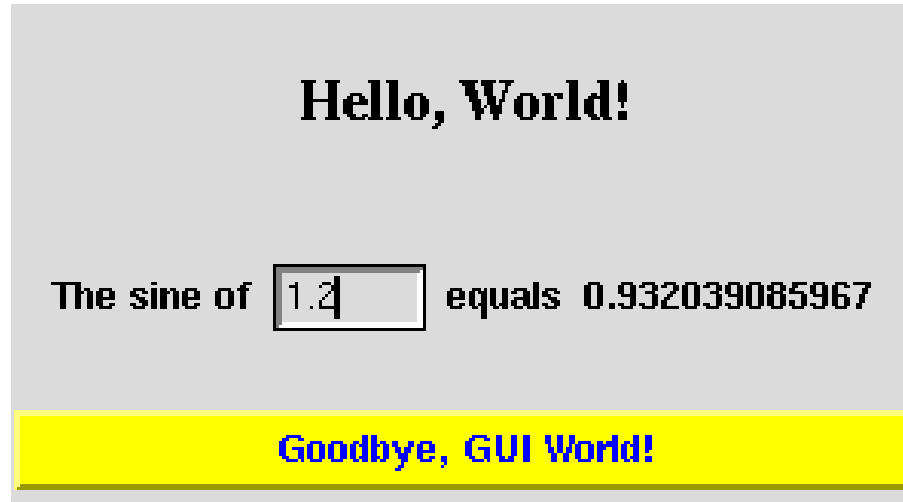 Hello, World!
The sine of 1.2 equals 0.932039085967
Goodbye, GUI World!